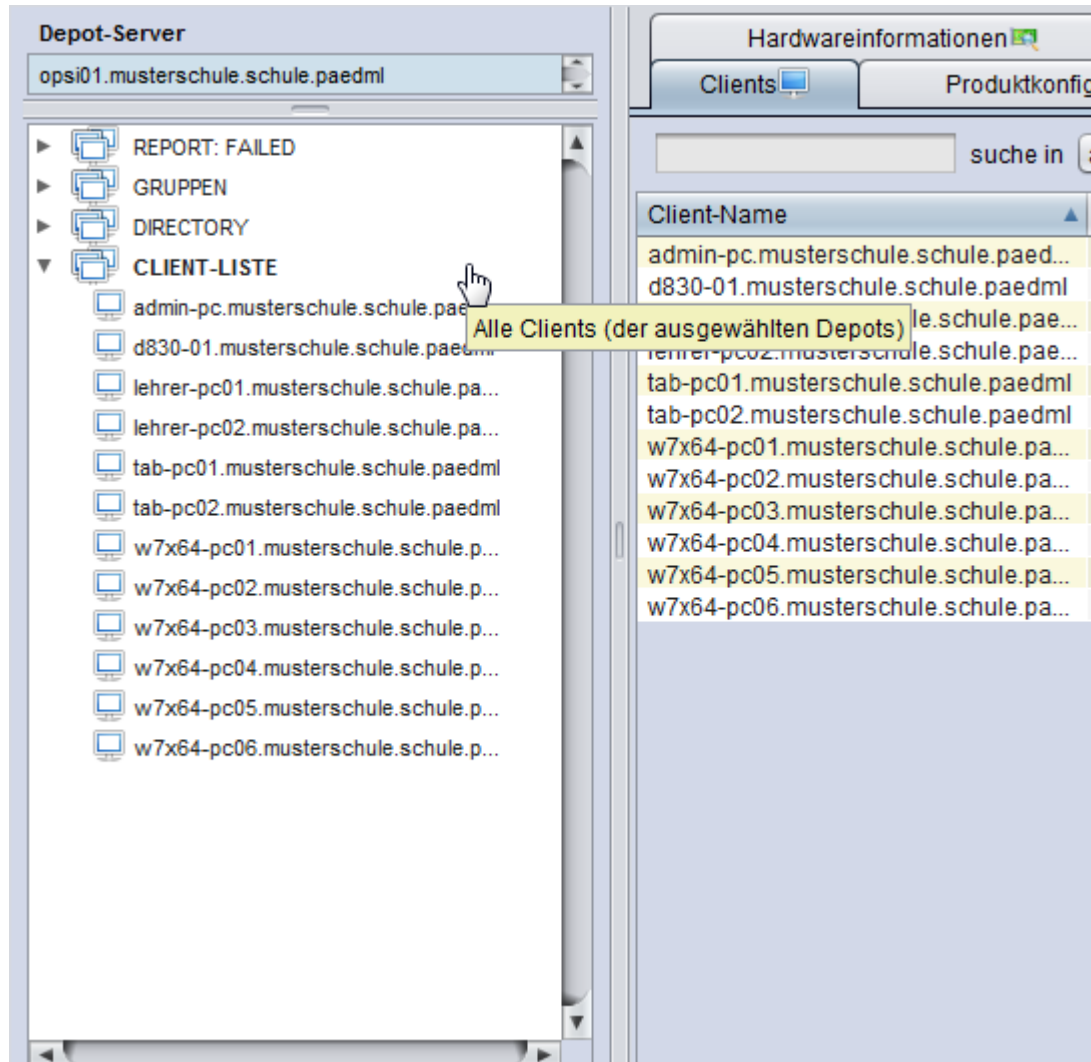 Depot-Server
opsi01.musterschule.schule.paedml
REPORT: FAILED
GRUPPEN
DIRECTORY
CLIENT-LISTE
admin-pc.musterschule.schule.pae
d830-01.musterschule.schule.paedml
lehrer-pc01.musterschule.schule.pa...
lehrer-pc02.musterschule.schule.pa...
tab-pc01.musterschule.schule.paedml
tab-pc02.musterschule.schule.paedml
w7x64-pc01.musterschule.schule.p...
w7x64-pc02.musterschule.schule.p...
w7x64-pc03.musterschule.schule.p...
w7x64-pc04.musterschule.schule.p...
w7x64-pc05.musterschule.schule.p...
w7x64-pc06.musterschule.schule.p...
Alle Clients (der ausgewählten Depots)
Hardwareinformationen
Clients Produktkonfig
suche in
Client-Name
admin-pc.musterschule.schule.paed...
d830-01.musterschule.schule.paedml
le.schule.pae...
lehrer-pc02.musterschule.schule.pae...
tab-pc01.musterschule.schule.paedml
tab-pc02.musterschule.schule.paedml
w7x64-pc01.musterschule.schule.pa...
w7x64-pc02.musterschule.schule.pa...
w7x64-pc03.musterschule.schule.pa...
w7x64-pc04.musterschule.schule.pa...
w7x64-pc05.musterschule.schule.pa...
w7x64-pc06.musterschule.schule.pa...